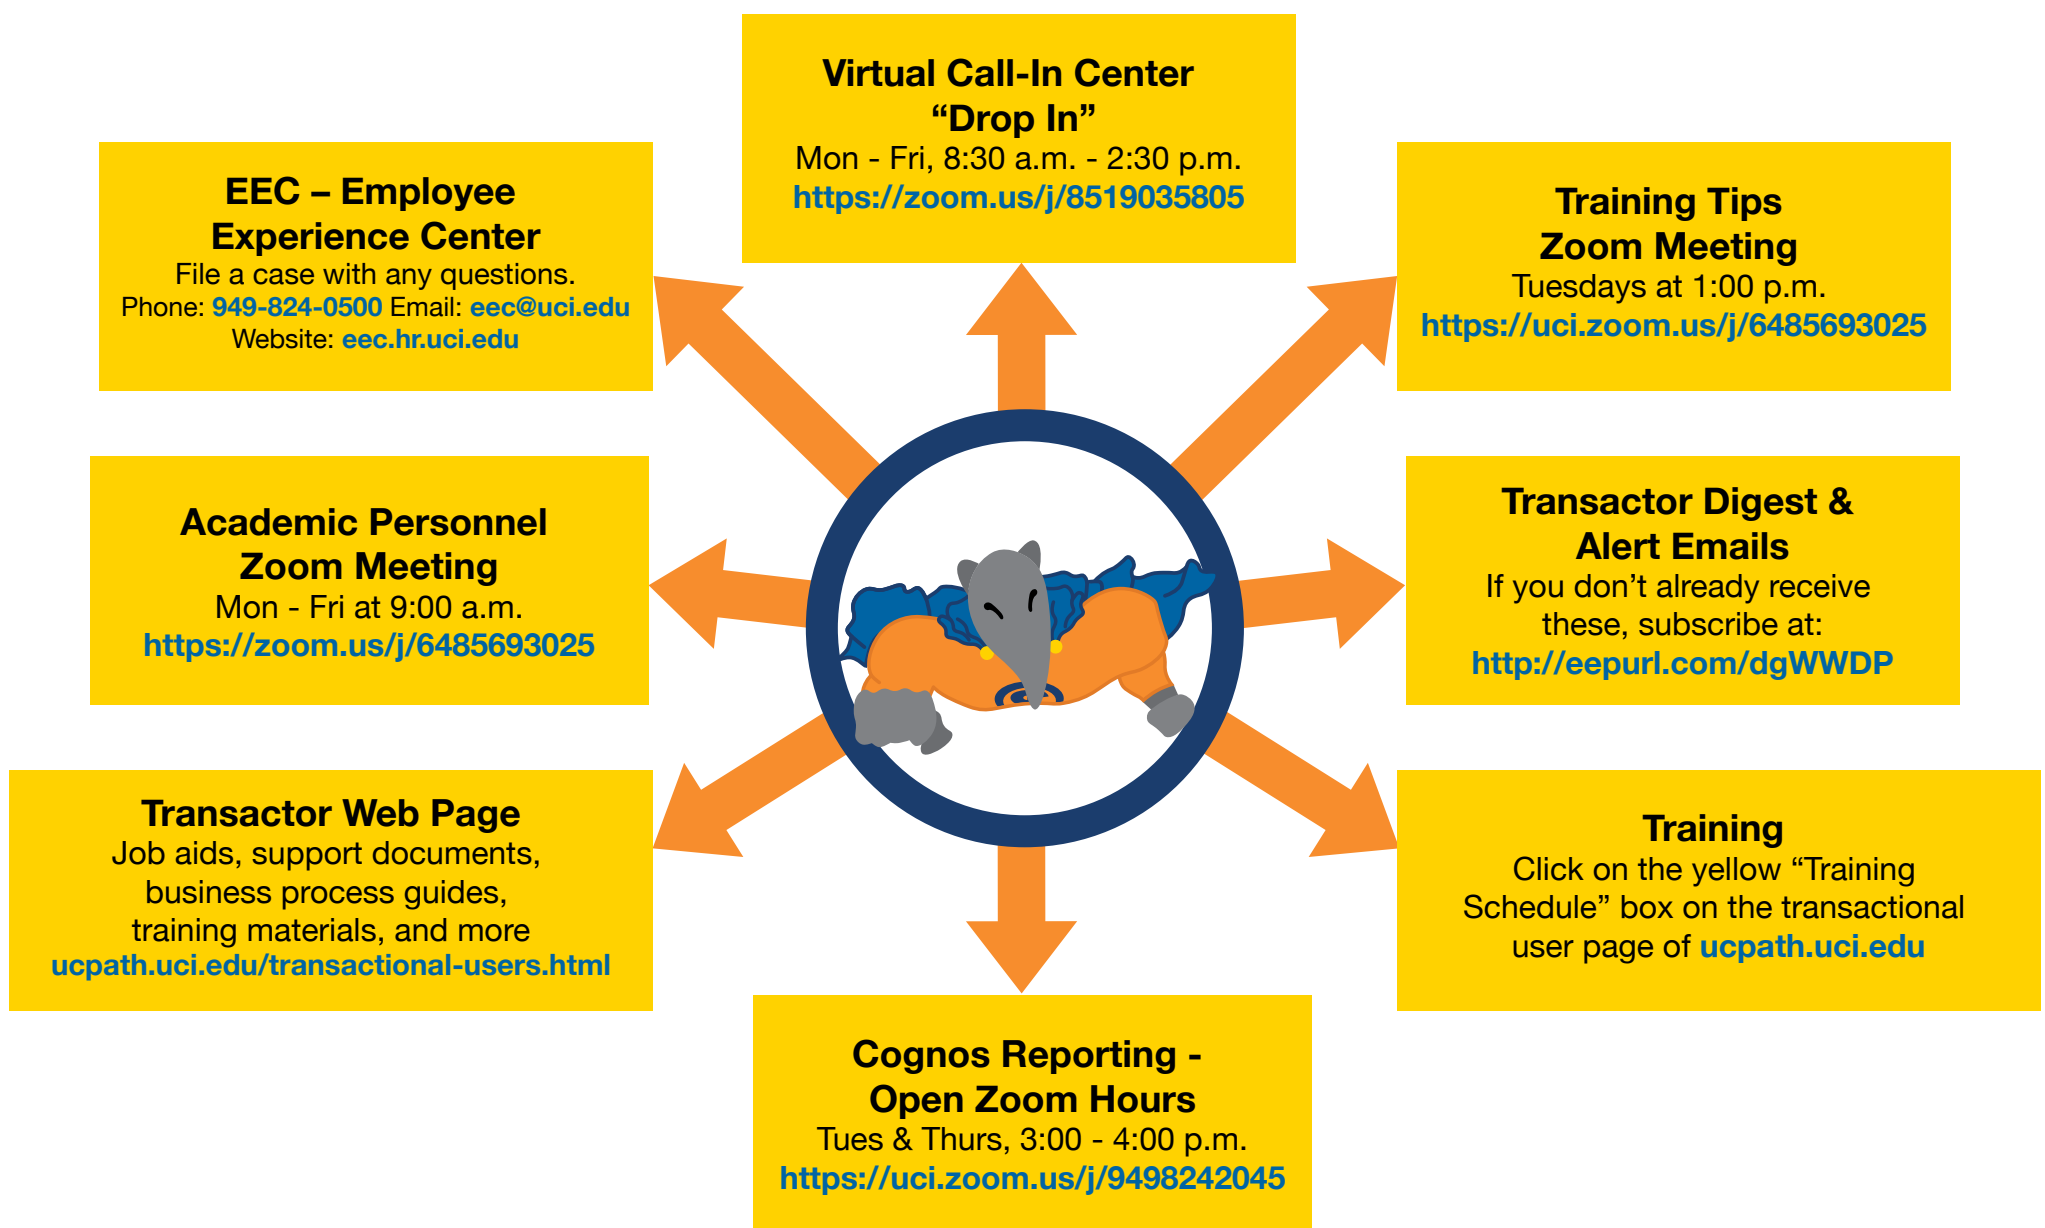 Virtual Call-In Center
“Drop In”
Mon - Fri, 8:30 a.m. - 2:30 p.m.
https://zoom.us/j/8519035805
EEC – Employee
Experience Center
File a case with any questions.
Phone: 949-824-0500 Email: eec@uci.edu
Website: eec.hr.uci.edu
Training Tips
Zoom Meeting
Tuesdays at 1:00 p.m.
https://uci.zoom.us/j/6485693025
Academic Personnel
Zoom Meeting
Mon - Fri at 9:00 a.m.
https://zoom.us/j/6485693025
Transactor Digest &
Alert Emails
If you don’t already receive
these, subscribe at:
http://eepurl.com/dgWWDP
Transactor Web Page
Job aids, support documents,
business process guides,
training materials, and more
ucpath.uci.edu/transactional-users.html
Training
Click on the yellow “Training
Schedule” box on the transactional
user page of ucpath.uci.edu
Cognos Reporting -
Open Zoom Hours
Tues & Thurs, 3:00 - 4:00 p.m.
https://uci.zoom.us/j/9498242045